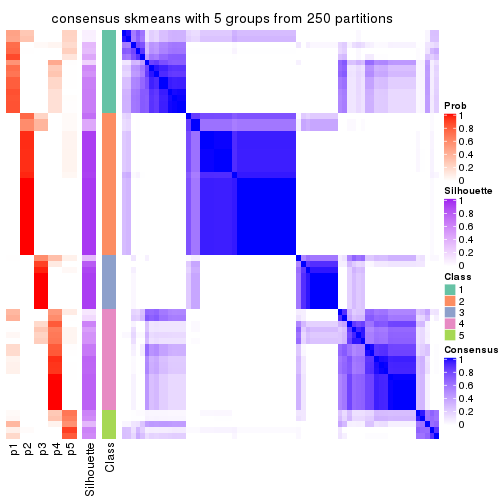 consensus skmeans with 5 groups from 250 partitions
Prob
1
0.8
0.6
0.4
0.2
0
Silhouette
1
0.8
0.6
0.4
0.2
0
Class
1
2
3
4
5
Consensus
1
0.8
0.6
0.4
0.2
0
p1
p2
p3
p4
p5
Silhouette
Class